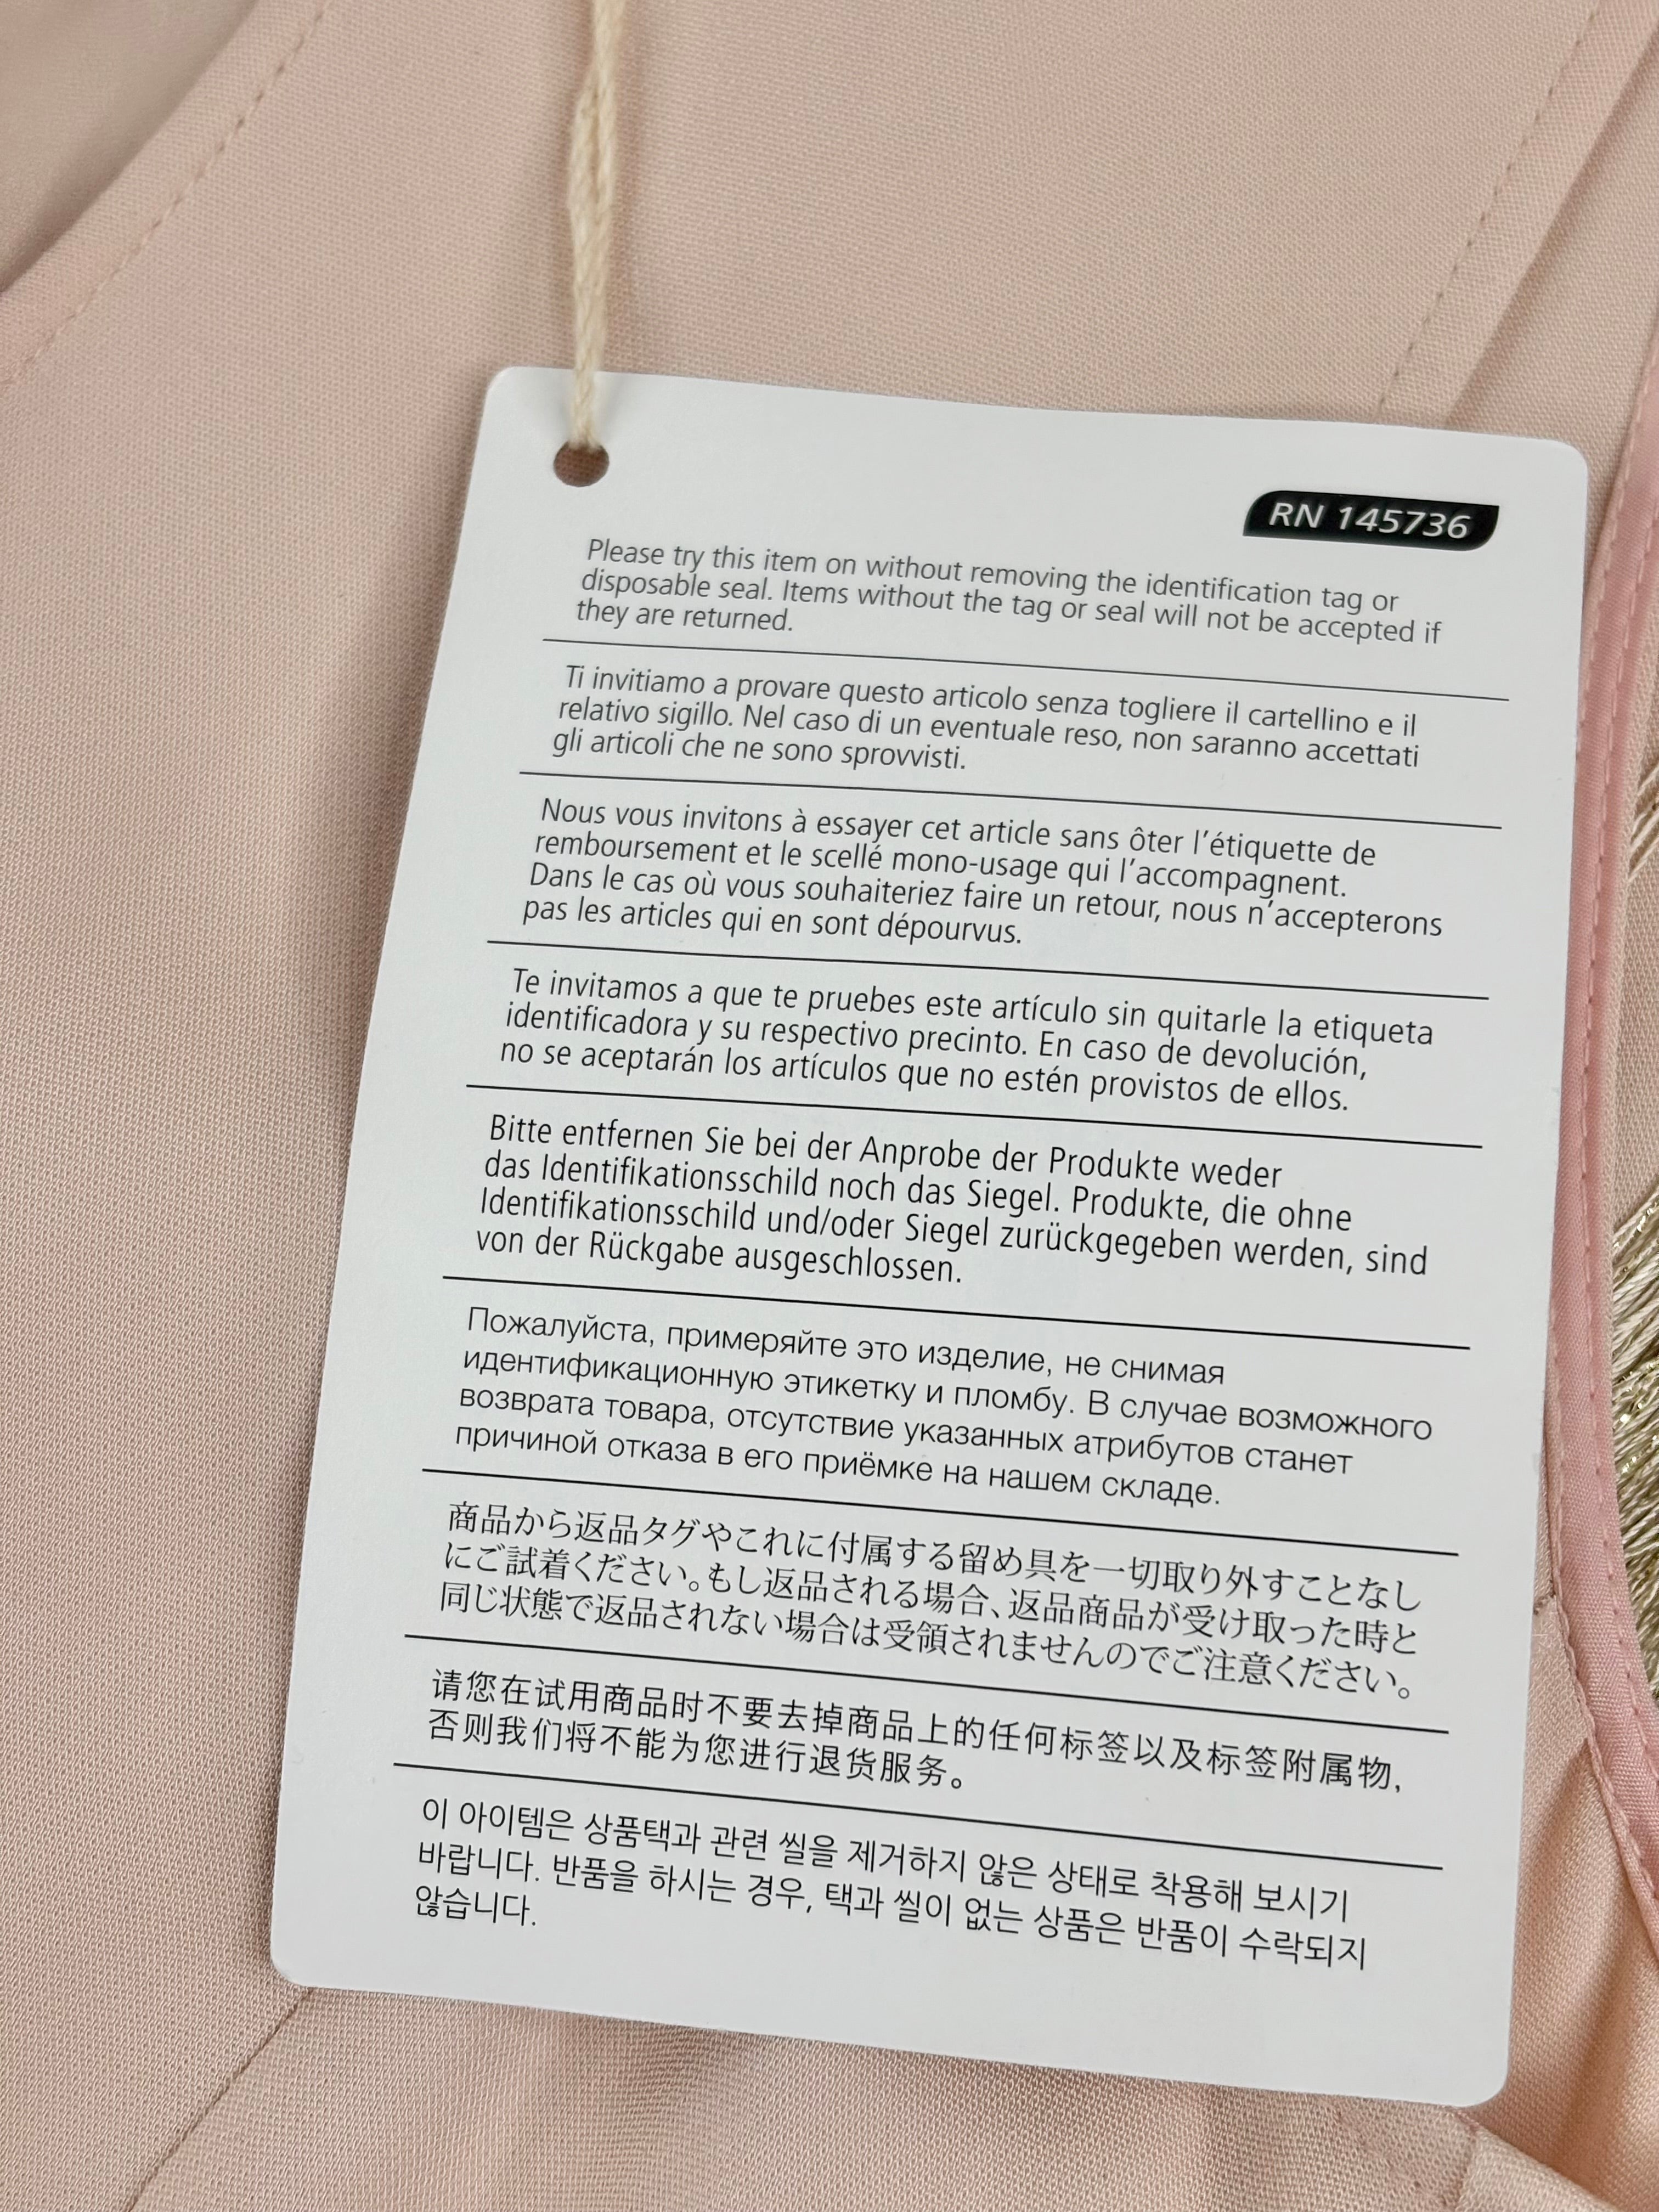 RN 145736
Please try this item on without removing the identification tag or
disposable seal. Items without the tag or seal will not be accepted if
they are returned.
Ti invitiamo a provare questo articolo senza togliere il cartellino e il
relativo sigillo. Nel caso di un eventuale reso, non saranno accettati
gli articoli che ne sono sprovvisti.
Nous vous invitons à essayer cet article sans ôter l'étiquette de
remboursement et le scellé mono-usage qui l'accompagnent.
Dans le cas où vous souhaiteriez faire un retour, nous n'accepterons
pas les articles qui en sont dépourvus.
Te invitamos a que te pruebes este artículo sin quitarle la etiqueta
identificadora y su respectivo precinto. En caso de devolución,
no se aceptarán los artículos que no estén provistos de ellos.
Bitte entfernen Sie bei der Anprobe der Produkte weder
das Identifikationsschild noch das Siegel. Produkte, die ohne
Identifikationsschild und/oder Siegel zurückgegeben werden, sind
von der Rückgabe ausgeschlossen.
Пожалуйста, примеряйте это изделие, не снимая
идентификационную этикетку и пломбу. В случае возможного
возврата товара, отсутствие указанных атрибутов станет
причиной отказа в его приёмке на нашем складе.
商品から返品タグやこれに付属する留め具を一切取り外すことなし
にご試着ください。もし返品される場合、返品商品が受け取った時と
同じ状態で返品されない場合は受領されませんのでご注意ください。
请您在试用商品时不要去掉商品上的任何标签以及标签附属物,
否则我们将不能为您进行退货服务。
이 아이템은 상품택과 관련 씰을 제거하지 않은 상태로 착용해 보시기
바랍니다. 반품을 하시는 경우, 택과 씰이 없는 상품은 반품이 수락되지
않습니다.